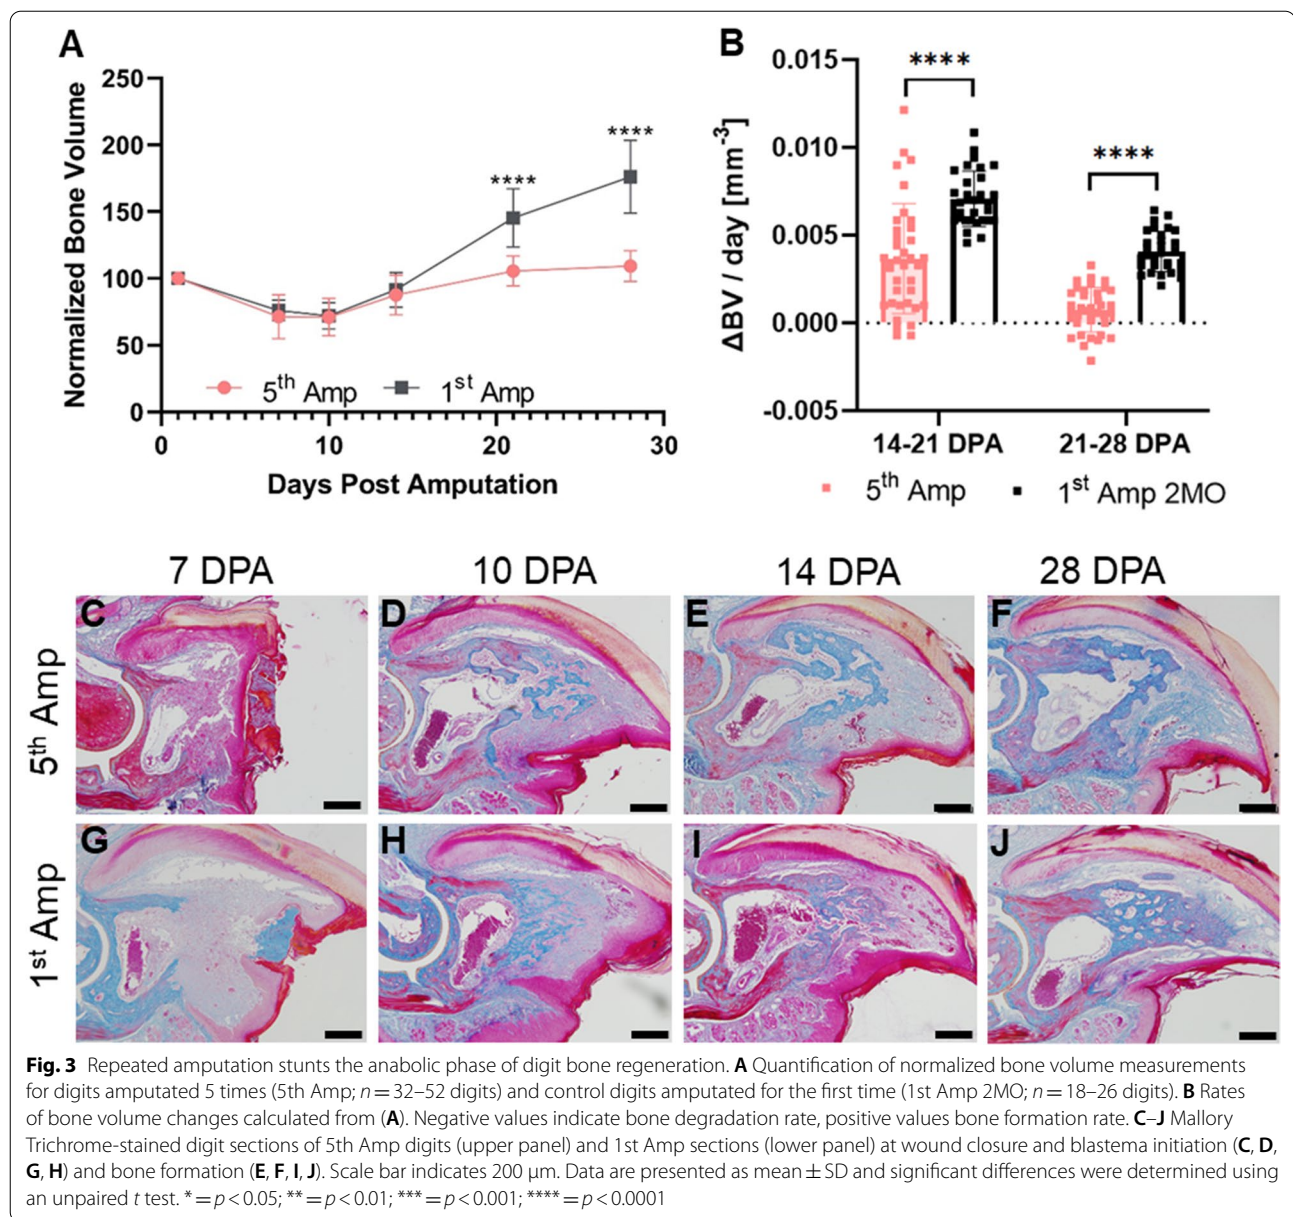 A
Normalized Bone Volume
250
200
150
100
50
0
0 10 20 30
****
****
5th Amp 1st Amp
Days Post Amputation
B
ΔBV / day [mm-3]
0.015
0.010
0.005
0.000
-0.005
****
****
14-21 DPA 21-28 DPA
5th Amp 1st Amp 2MO
7 DPA 10 DPA 14 DPA 28 DPA
5th Amp
C D E F
1st Amp
G H I J
Fig. 3 Repeated amputation stunts the anabolic phase of digit bone regeneration. A Quantification of normalized bone volume measurements
for digits amputated 5 times (5th Amp; n = 32–52 digits) and control digits amputated for the first time (1st Amp 2MO; n = 18–26 digits). B Rates
of bone volume changes calculated from (A). Negative values indicate bone degradation rate, positive values bone formation rate. C–J Mallory
Trichrome-stained digit sections of 5th Amp digits (upper panel) and 1st Amp sections (lower panel) at wound closure and blastema initiation (C, D,
G, H) and bone formation (E, F, I, J). Scale bar indicates 200 μm. Data are presented as mean ± SD and significant differences were determined using
an unpaired t test. * = p < 0.05; ** = p < 0.01; *** = p < 0.001; **** = p < 0.0001